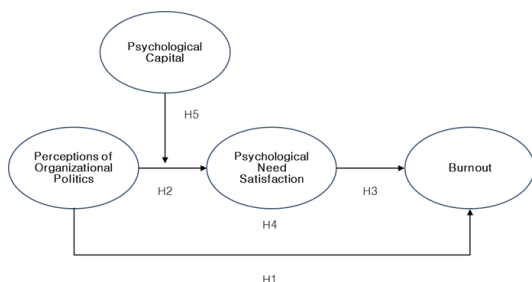 Psychological
Capital
H5
Perceptions of
Organizational
Politics
H2
Psychological
Need
Satisfaction
H3
Burnout
H4
H1